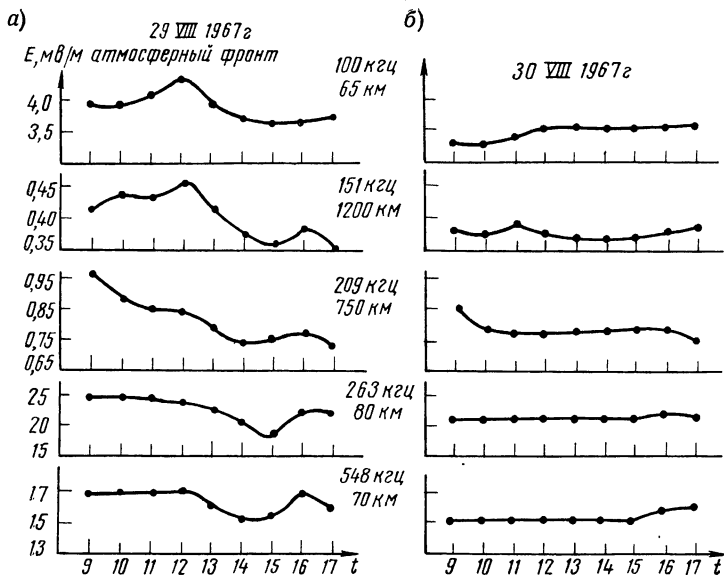 а)
29 VIII 1967г
E, мв/м атмосферный фронт
100 кгц
65 км
4,0
3,5
0,45
0,40
0,35
151 кгц
1200 км
0,95
0,85
0,75
0,65
209 кгц
750 км
25
20
15
263 кгц
80 км
1.7
1.5
1.3
548 кгц
70 км
9 10 11 12 13 14 15 16 17 t
б)
30 VIII 1967г
9 10 11 12 13 14 15 16 17 t